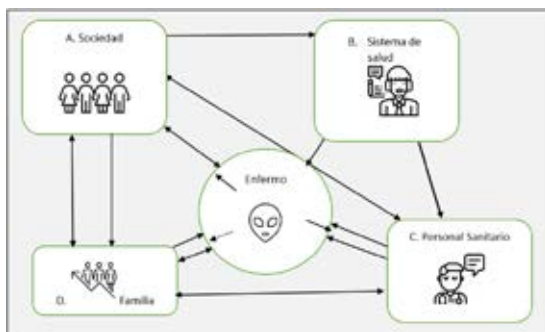 A. Sociedad
B. Sistema de
salud
Enfermo
C. Personal Sanitario
D. Familia